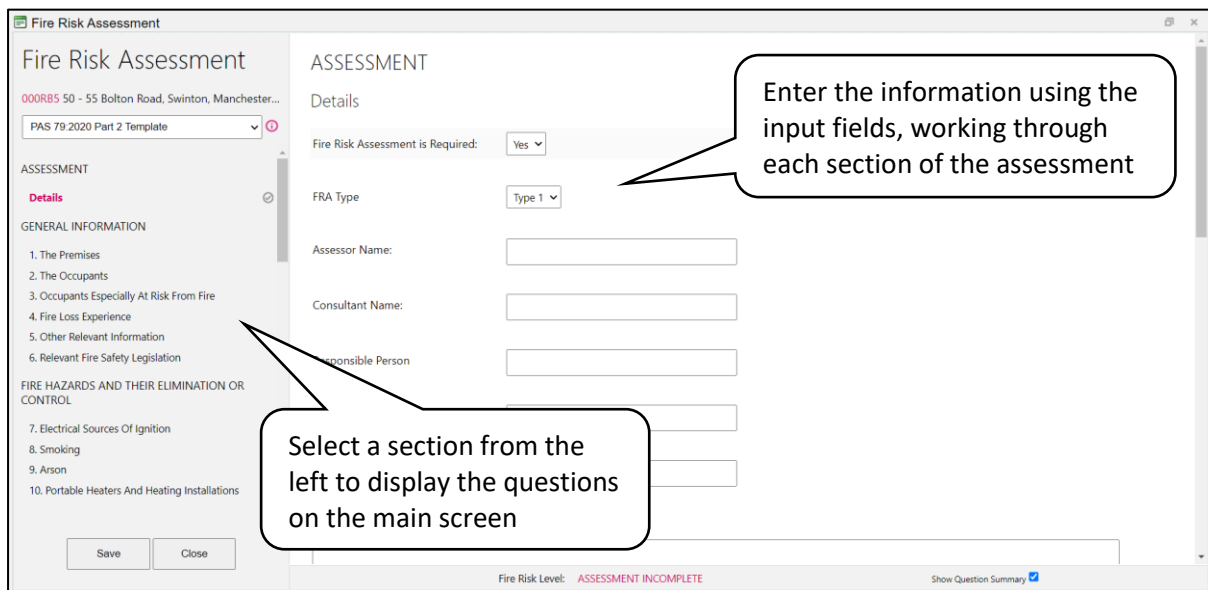 Fire Risk Assessment
Fire Risk Assessment
000RB5 50 - 55 Bolton Road, Swinton, Manchester...
PAS 79:2020 Part 2 Template
ASSESSMENT
Details
GENERAL INFORMATION
1. The Premises
2. The Occupants
3. Occupants Especially At Risk From Fire
4. Fire Loss Experience
5. Other Relevant Information
6. Relevant Fire Safety Legislation
FIRE HAZARDS AND THEIR ELIMINATION OR
CONTROL
7. Electrical Sources Of Ignition
8. Smoking
9. Arson
10. Portable Heaters And Heating Installations
Save
Close
ASSESSMENT
Details
Fire Risk Assessment is Required:
Yes
FRA Type
Type 1
Assessor Name:
Consultant Name:
Person
Enter the information using the
input fields, working through
each section of the assessment
Select a section from the
left to display the questions
on the main screen
Fire Risk Level: ASSESSMENT INCOMPLETE
Show Question Summary